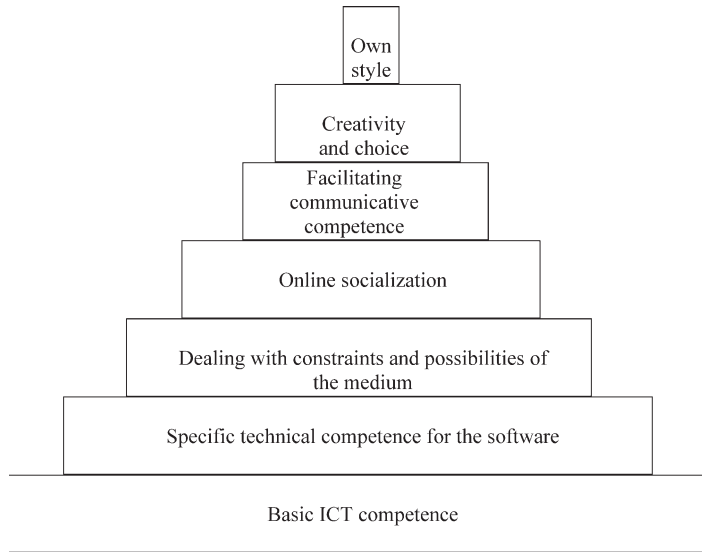 Own
style
Creativity
and choice
Facilitating
communicative
competence
Online socialization
Dealing with constraints and possibilities of
the medium
Specific technical competence for the software
Basic ICT competence